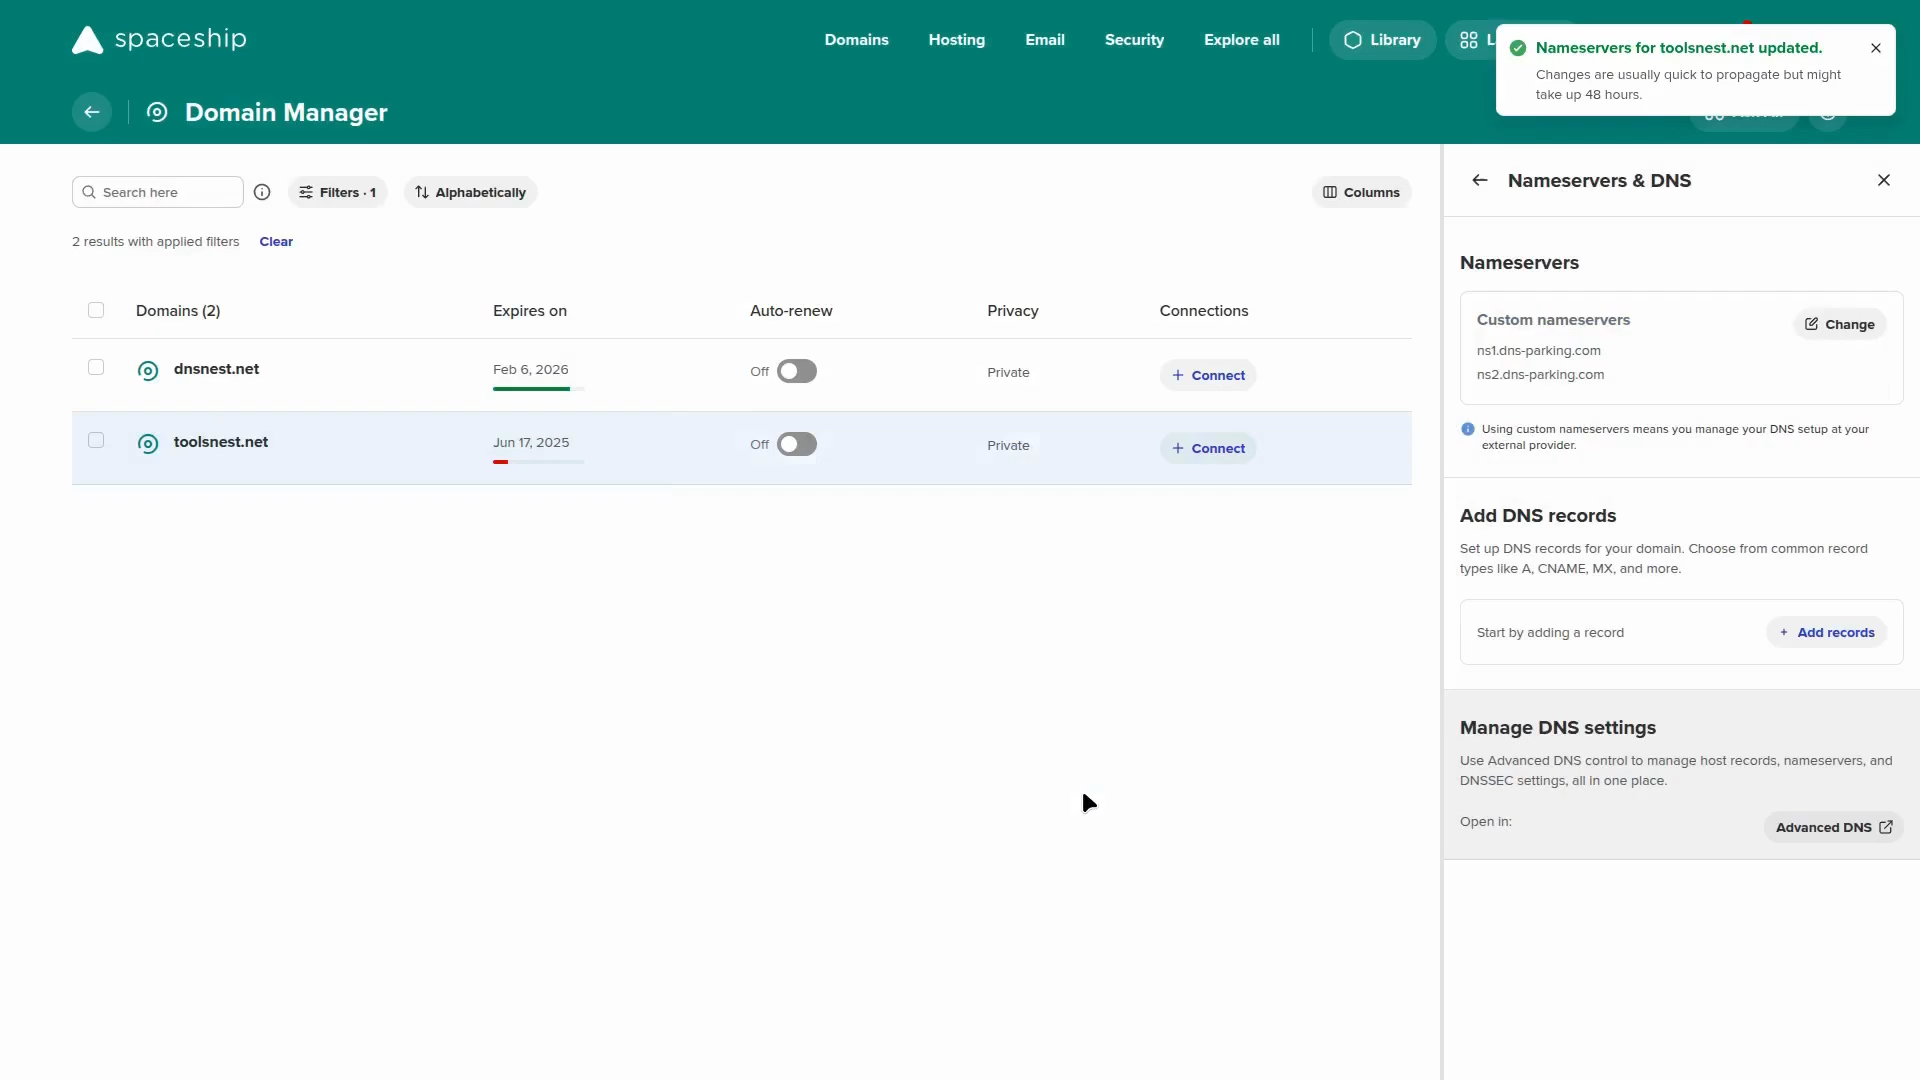 spaceship
Domains
Hosting
Email
Security
Explore all
Library
Nameservers for toolsnest.net updated.
Changes are usually quick to propagate but might
take up 48 hours.
Domain Manager
Search here
Filters · 1
Alphabetically
Columns
2 results with applied filters
Clear
Domains (2)
Expires on
Auto-renew
Privacy
Connections
dnsnest.net
Feb 6, 2026
Off
Private
+ Connect
toolsnest.net
Jun 17, 2025
Off
Private
+ Connect
Nameservers & DNS
Nameservers
Custom nameservers
Change
ns1.dns-parking.com
ns2.dns-parking.com
Using custom nameservers means you manage your DNS setup at your
external provider.
Add DNS records
Set up DNS records for your domain. Choose from common record
types like A, CNAME, MX, and more.
Start by adding a record
+ Add records
Manage DNS settings
Use Advanced DNS control to manage host records, nameservers, and
DNSSEC settings, all in one place.
Open in:
Advanced DNS